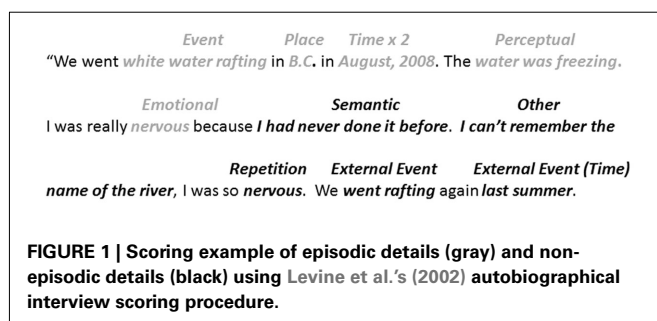 Event Place Time x 2 Perceptual
“We went white water rafting in B.C. in August, 2008. The water was freezing.
Emotional Semantic Other
I was really nervous because I had never done it before. I can’t remember the
Repetition External Event External Event (Time)
name of the river, I was so nervous. We went rafting again last summer.
FIGURE 1 | Scoring example of episodic details (gray) and non-
episodic details (black) using Levine et al.’s (2002) autobiographical
interview scoring procedure.